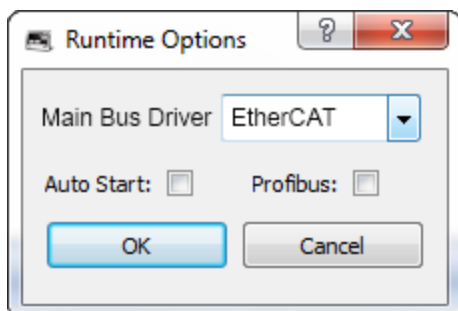 Runtime Options ?
Main Bus Driver EtherCAT
Auto Start: Profibus:
OK Cancel